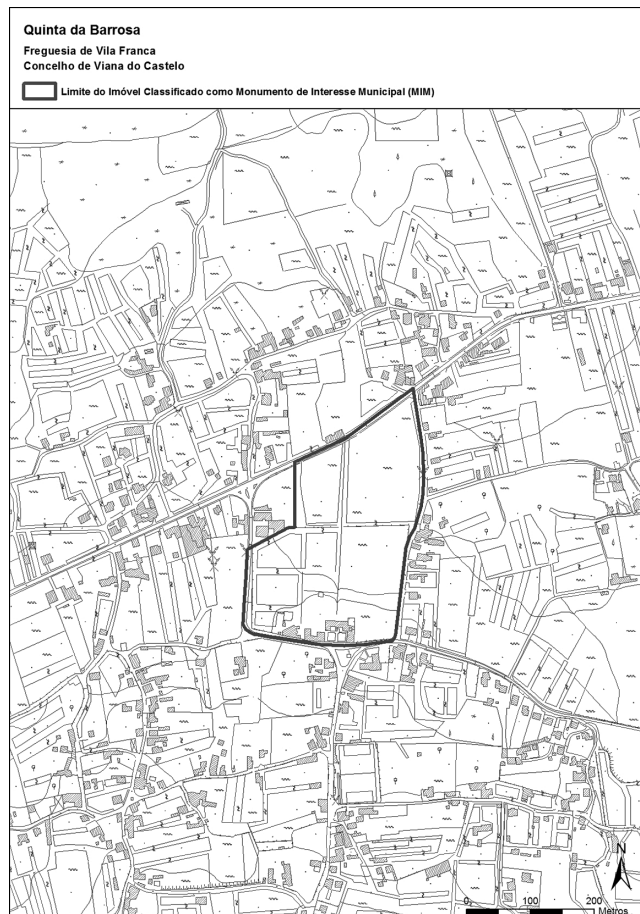 Quinta da Barrosa
Freguesia de Vila Franca
Concelho de Viana do Castelo
Limite do Imóvel Classificado como Monumento de Interesse Municipal (MIM)
N
0 100 200
Metros